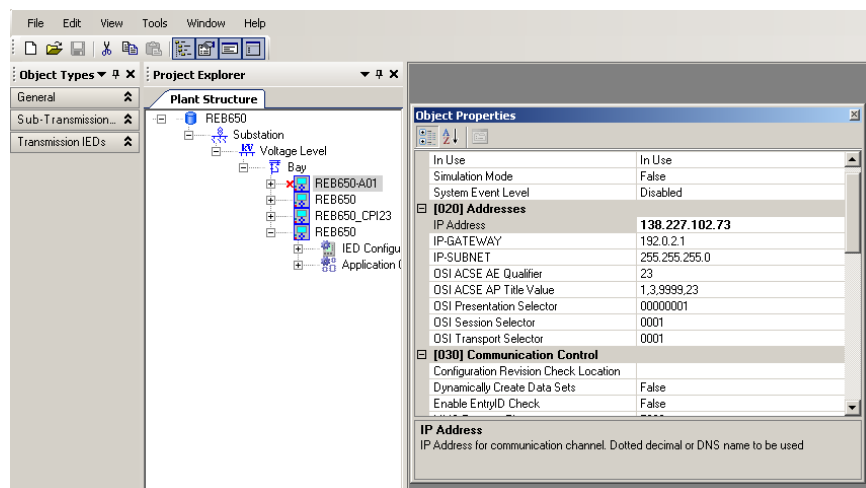 File Edit View Tools Window Help
Object Types
General
Sub-Transmission...
Transmission IEDs
Project Explorer
Plant Structure
REB650
Substation
Voltage Level
Bay
REB650-A01
REB650
REB650_CPI23
REB650
IED Configu
Application C
Object Properties
In Use In Use
Simulation Mode False
System Event Level Disabled
[020] Addresses
IP Address 138.227.102.73
IP-GATEWAY 192.0.2.1
IP-SUBNET 255.255.255.0
OSI ACSE AE Qualifier 23
OSI ACSE AP Title Value 1,3,9999,23
OSI Presentation Selector 00000001
OSI Session Selector 0001
OSI Transport Selector 0001
[030] Communication Control
Configuration Revision Check Location
Dynamically Create Data Sets False
Enable EntryID Check False
IP Address
IP Address for communication channel. Dotted decimal or DNS name to be used